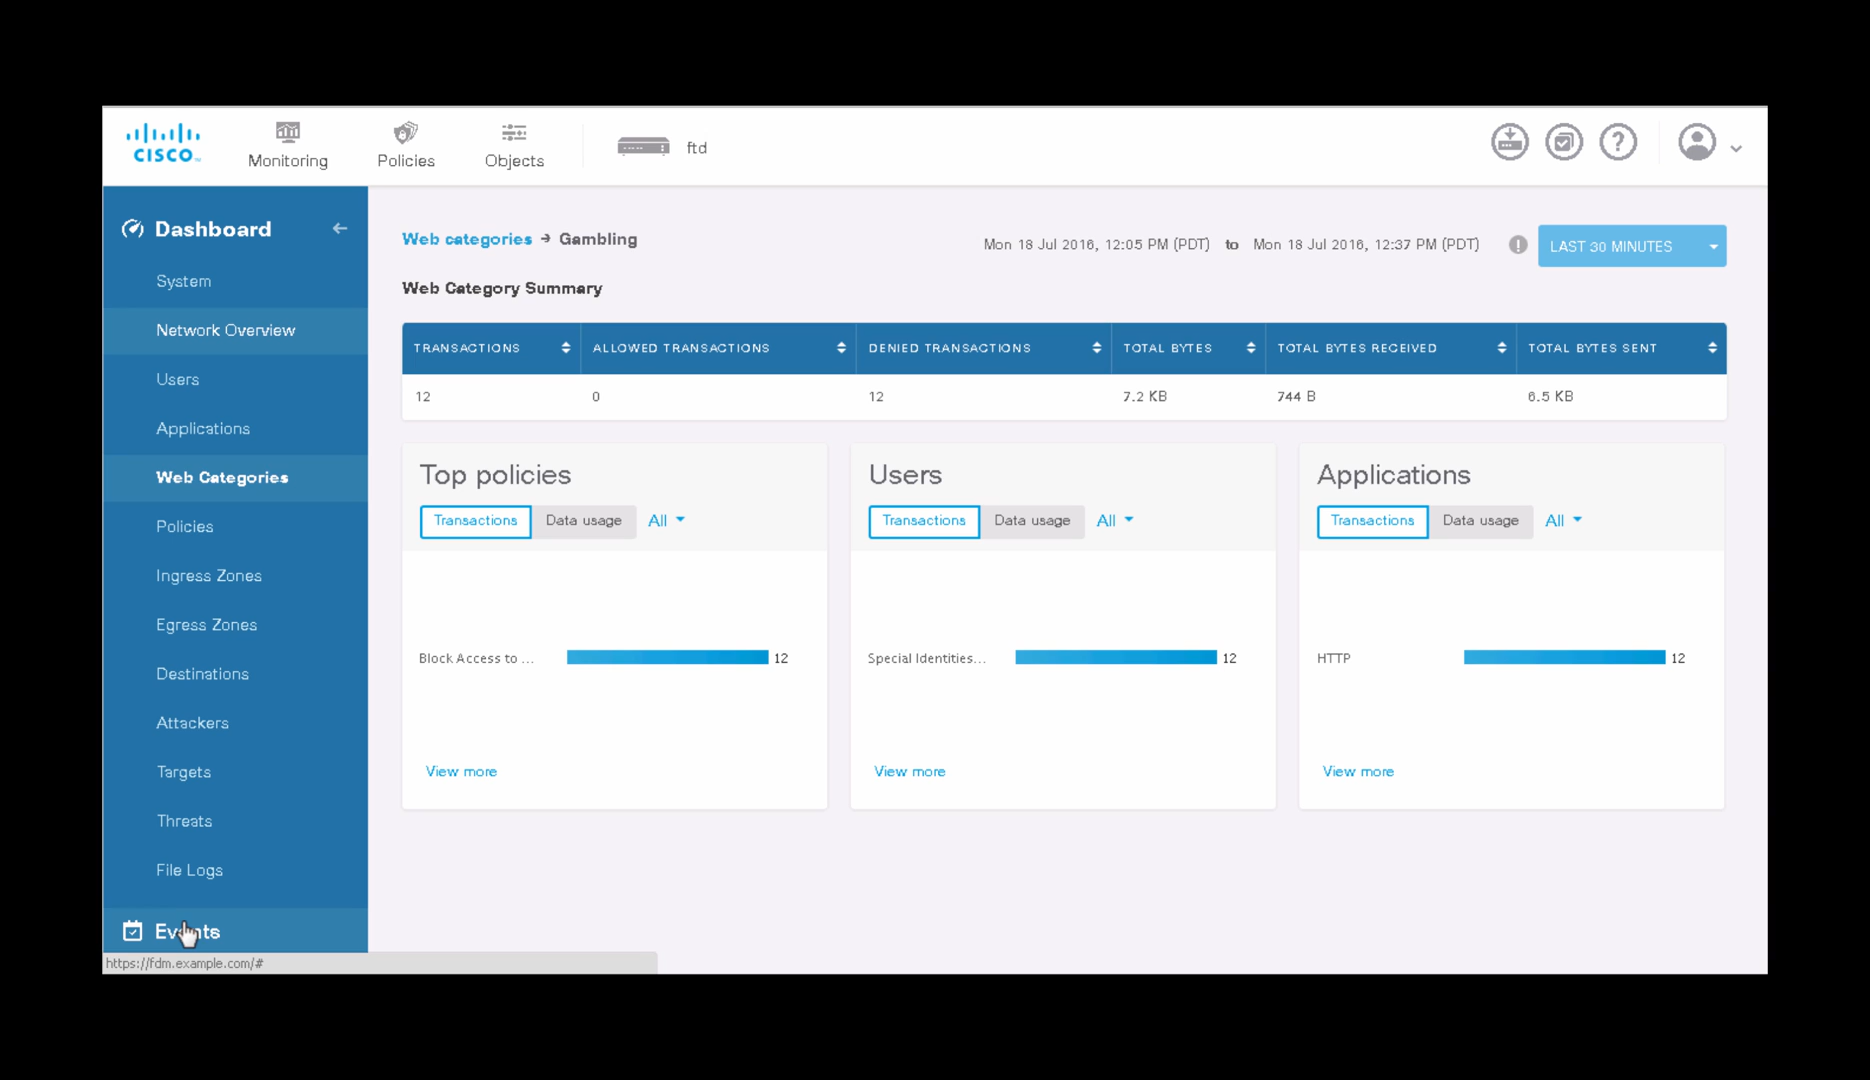 CISCO
Monitoring
Policies
Objects
ftd
Dashboard
System
Network Overview
Users
Applications
Web Categories
Policies
Ingress Zones
Egress Zones
Destinations
Attackers
Targets
Threats
File Logs
Events
https://fdm.example.com/#
Web categories → Gambling
Mon 18 Jul 2016, 12:05 PM (PDT) to Mon 18 Jul 2016, 12:37 PM (PDT)
LAST 30 MINUTES
Web Category Summary
TRANSACTIONS ALLOWED TRANSACTIONS DENIED TRANSACTIONS TOTAL BYTES TOTAL BYTES RECEIVED TOTAL BYTES SENT
12 0 12 7.2 KB 744 B 6.5 KB
Top policies
Transactions Data usage All
Block Access to ... 12
View more
Users
Transactions Data usage All
Special Identities... 12
View more
Applications
Transactions Data usage All
HTTP 12
View more